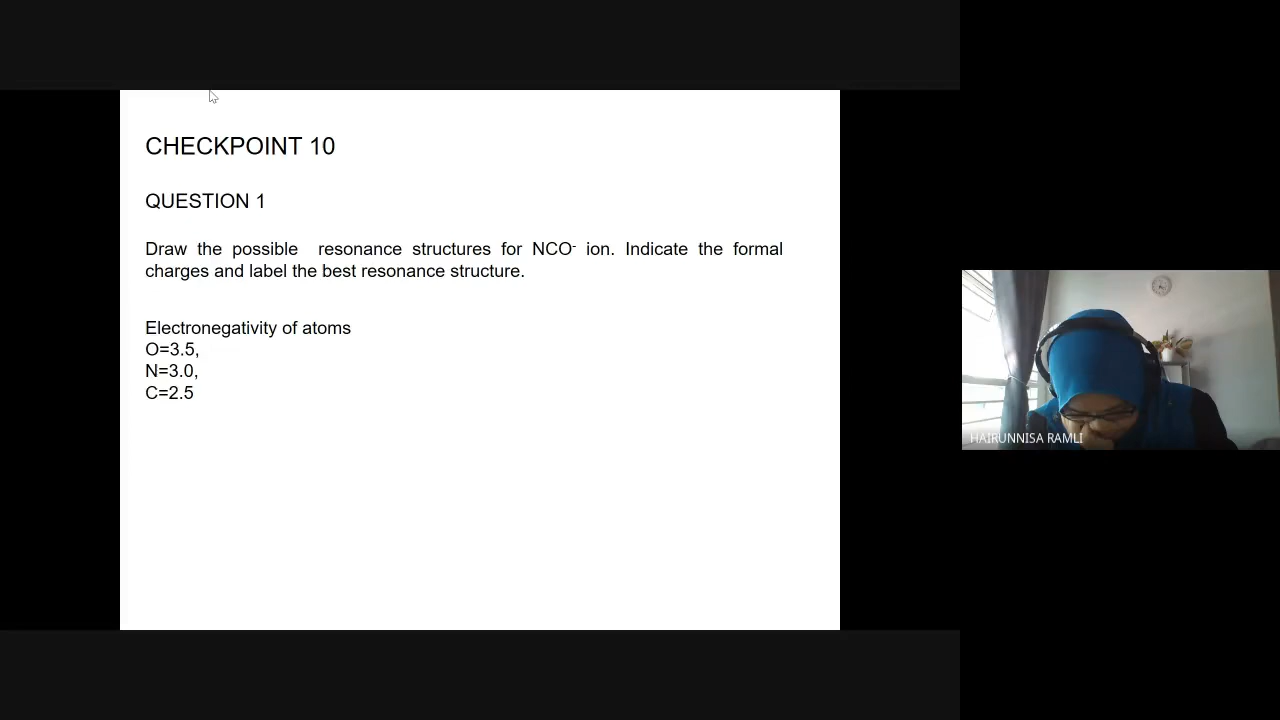 CHECKPOINT 10
QUESTION 1
Draw the possible resonance structures for NCO⁻ ion. Indicate the formal
charges and label the best resonance structure.
Electronegativity of atoms
O=3.5,
N=3.0,
C=2.5
HAIRUNNISA RAMLI